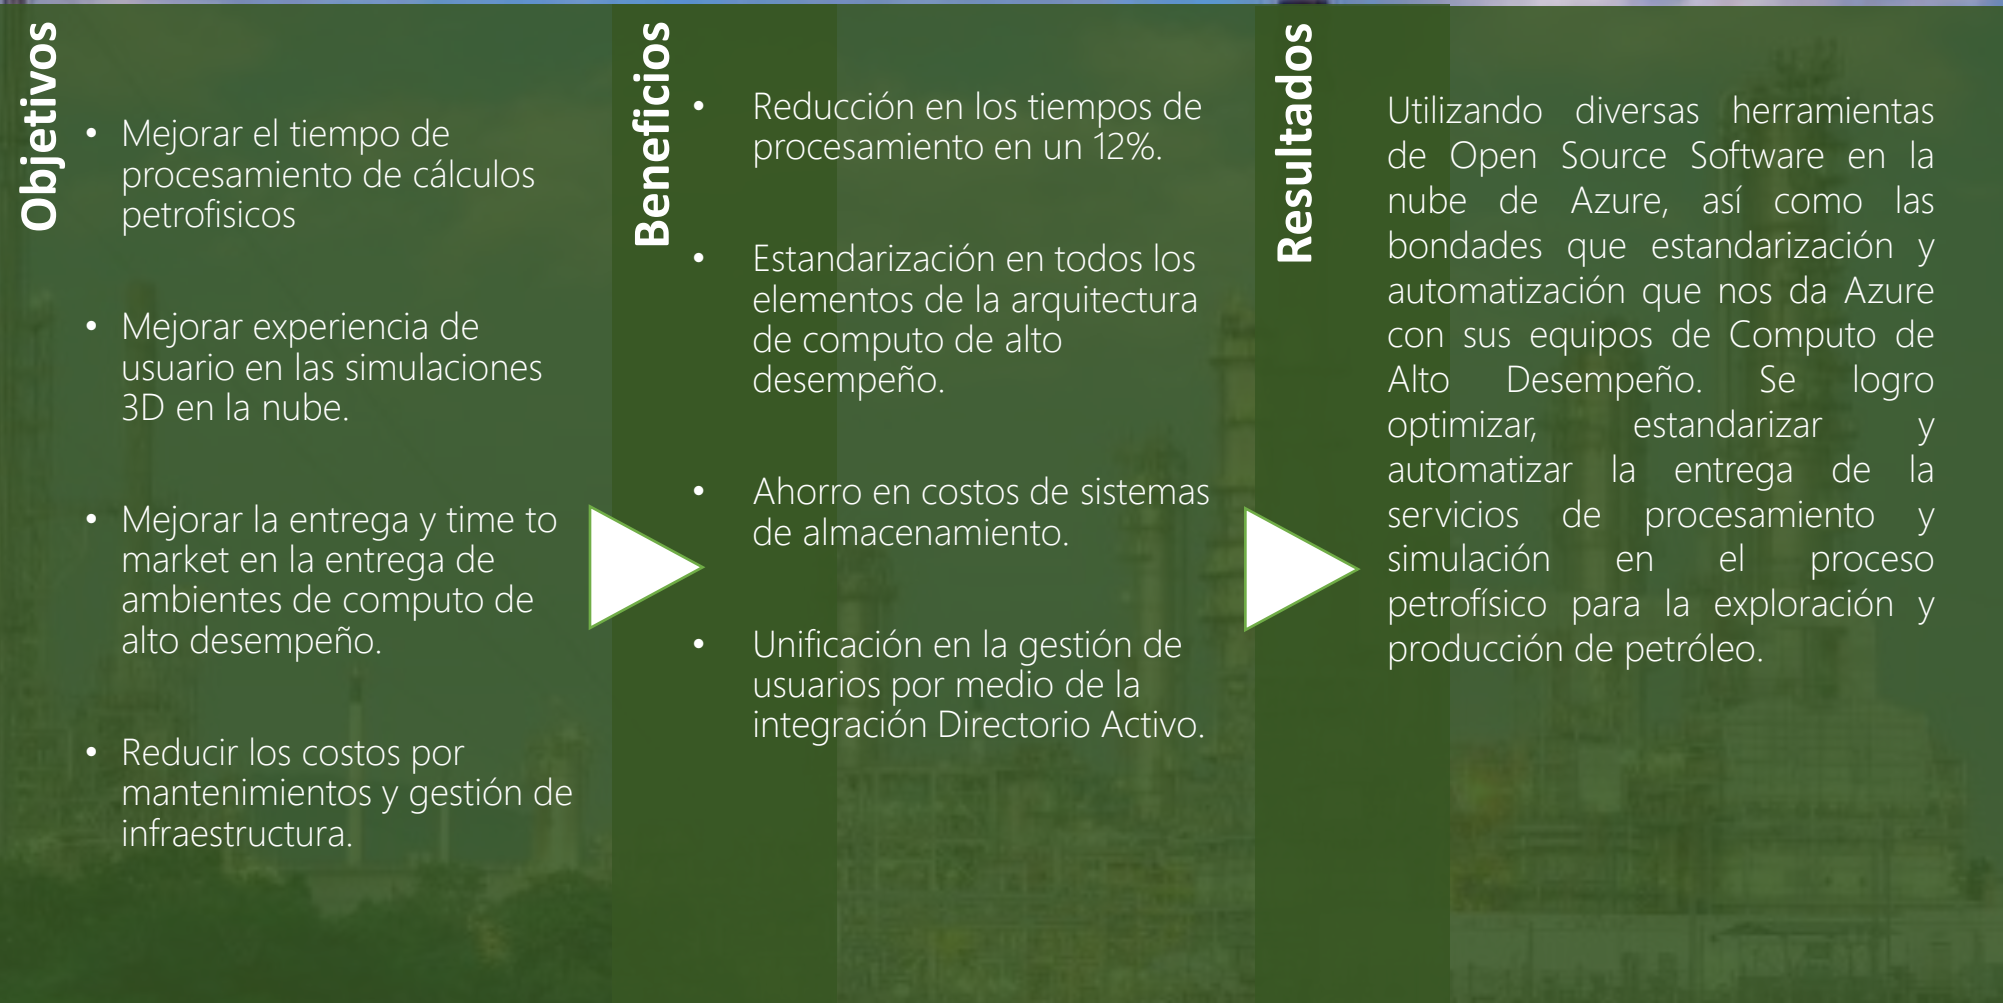 Objetivos
• Mejorar el tiempo de
procesamiento de cálculos
petrofisicos
• Mejorar experiencia de
usuario en las simulaciones
3D en la nube.
• Mejorar la entrega y time to
market en la entrega de
ambientes de computo de
alto desempeño.
• Reducir los costos por
mantenimientos y gestión de
infraestructura.
Beneficios
• Reducción en los tiempos de
procesamiento en un 12%.
• Estandarización en todos los
elementos de la arquitectura
de computo de alto
desempeño.
• Ahorro en costos de sistemas
de almacenamiento.
• Unificación en la gestión de
usuarios por medio de la
integración Directorio Activo.
Resultados
Utilizando diversas herramientas
de Open Source Software en la
nube de Azure, así como las
bondades que estandarización y
automatización que nos da Azure
con sus equipos de Computo de
Alto Desempeño. Se logro
optimizar, estandarizar y
automatizar la entrega de la
servicios de procesamiento y
simulación en el proceso
petrofísico para la exploración y
producción de petróleo.